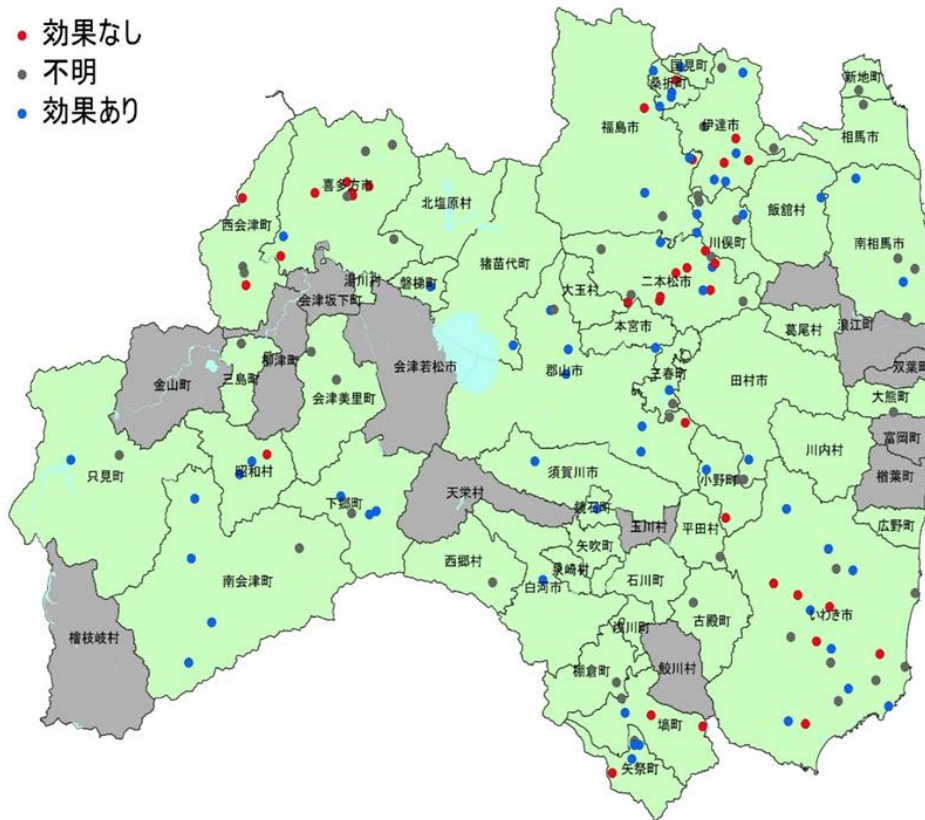 効果なし
不明
効果あり
国見町
桑折町
新地町
福島市
伊達市
相馬市
喜多方市
北塩原村
飯舘村
西会津町
川俣町
猪苗代町
南相馬市
湯川村
磐梯町
二本松市
大玉村
会津坂下町
本宮市
葛尾村
浪江町
柳津町
会津若松市
双葉町
三島町
郡山市
三春町
田村市
金山町
会津美里町
大熊町
富岡町
川内村
只見町
昭和村
須賀川市
小野町
楢葉町
天栄村
下郷町
鏡石町
玉川村
平田村
広野町
矢吹町
西郷村
泉崎村
石川町
南会津町
白河市
古殿町
いわき市
浅川町
檜枝岐村
棚倉町
鮫川村
塙町
矢祭町